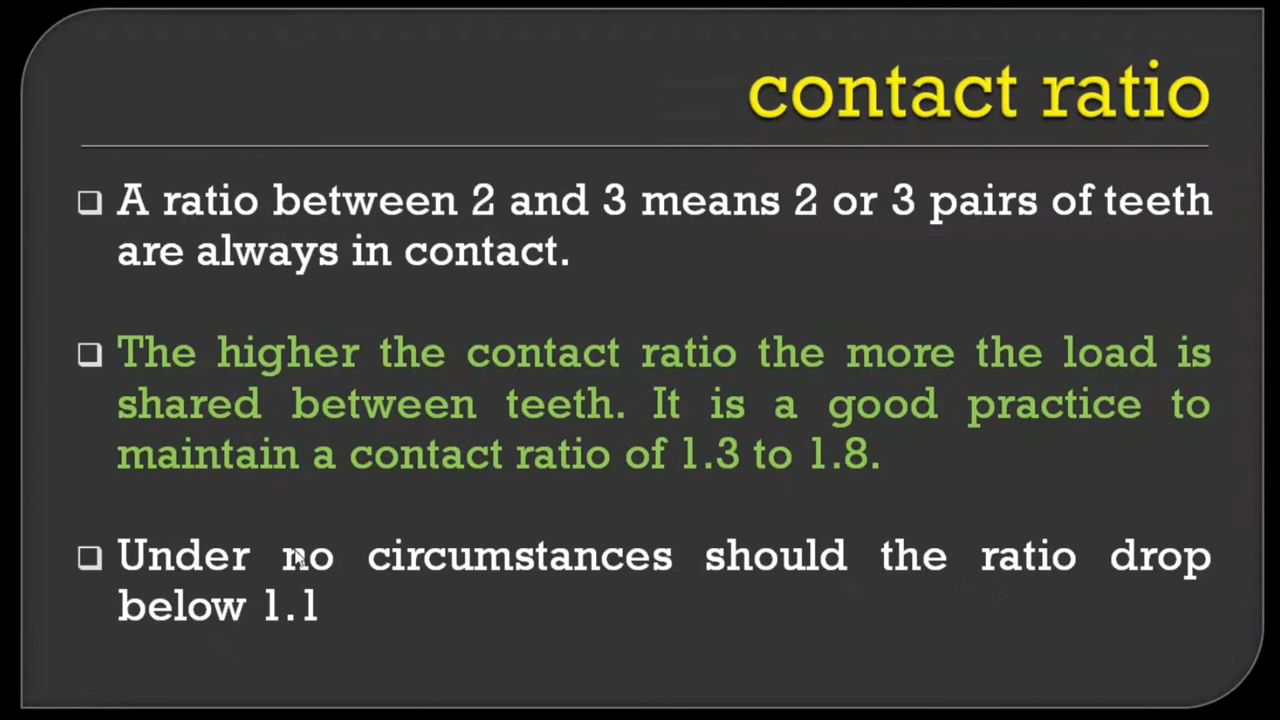 contact ratio
A ratio between 2 and 3 means 2 or 3 pairs of teeth
are always in contact.
The higher the contact ratio the more the load is
shared between teeth. It is a good practice to
maintain a contact ratio of 1.3 to 1.8.
Under no circumstances should the ratio drop
below 1.1